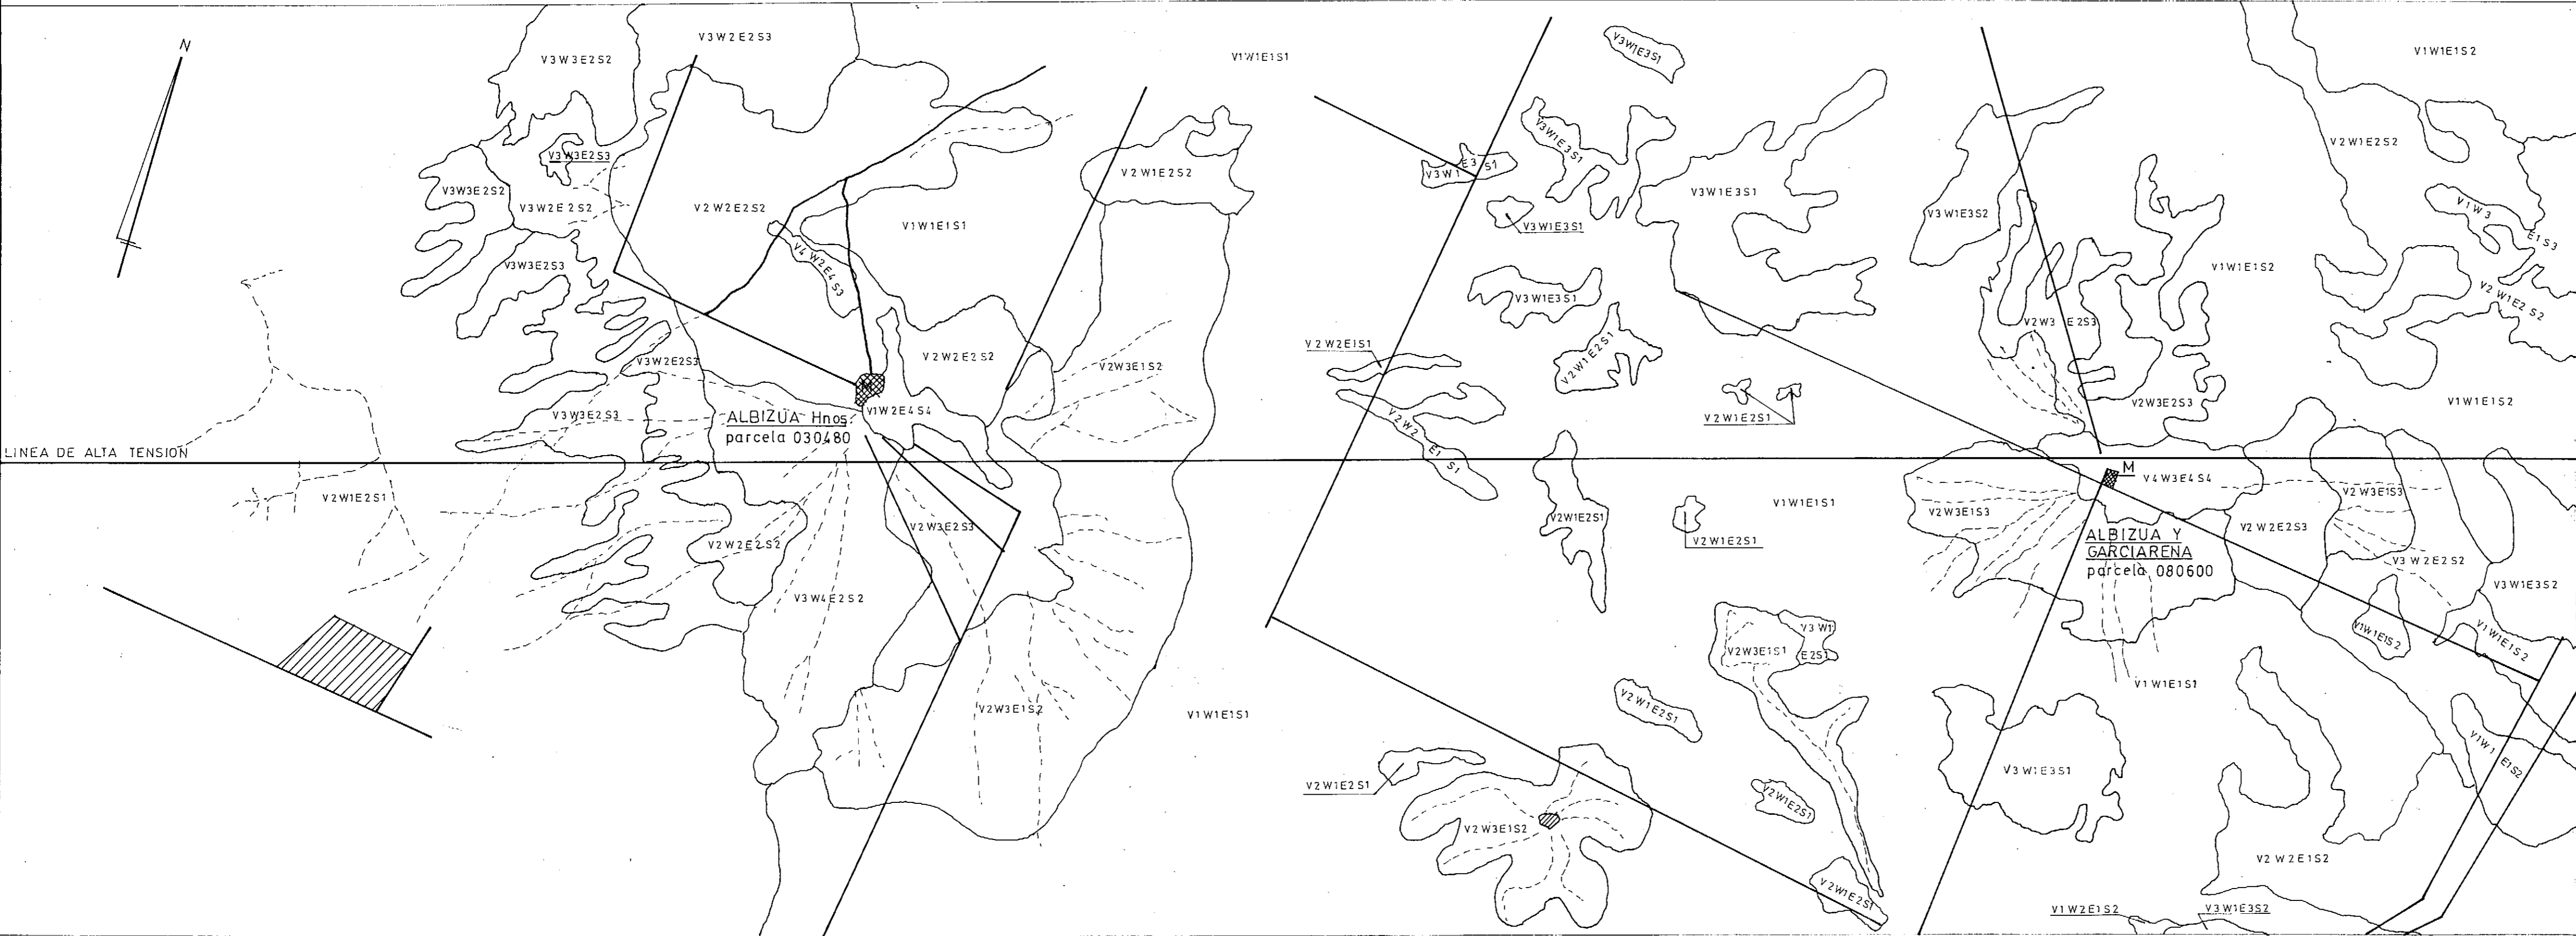 N
V3W3E2S2
V3W2E2S3
V1W1E1S1
V3W1E3S1
V1W1E1S2
V3W3E2S3
V3W3E2S2
V3W2E2S2
V2W2E2S2
V1W1E1S1
V2W1E2S2
V3W1E3S1
V3W1E3S1
V3W1E3S1
V3W1E3S1
V3W1E3S2
V2W1E2S2
V1W3E1S3
V3W3E2S3
V4W2E4S3
V3W1E3S1
V1W1E1S2
V2W1E2S2
V3W2E2S3
V2W2E2S2
V2W3E1S2
V2W2E1S1
V2W1E2S1
V2W3E2S3
V3W3E2S3
ALBIZUA Hnos.
parcela 030480
V1W2E4S4
V2W2E1S1
V2W1E2S1
V2W3E2S3
V1W1E1S2
LINEA DE ALTA TENSION
V2W1E2S1
V2W2E2S2
V2W3E2S3
V2W1E2S1
V2W1E2S1
V1W1E1S1
V2W3E1S3
M
V4W3E4S4
ALBIZUA Y
GARCIARENA
parcela 080600
V2W2E2S3
V2W3E1S3
V3W2E2S2
V3W1E3S2
V3W4E2S2
V2W3E1S2
V1W1E1S1
V2W3E1S1
V3W1E2S1
V2W1E2S1
V1W1E1S1
V1W1E1S2
V1W1E1S2
V2W1E2S1
V2W3E1S2
V2W1E2S1
V2W1E2S1
V3W1E3S1
V1W1E1S2
V2W2E1S2
V1W2E1S2
V3W1E3S2